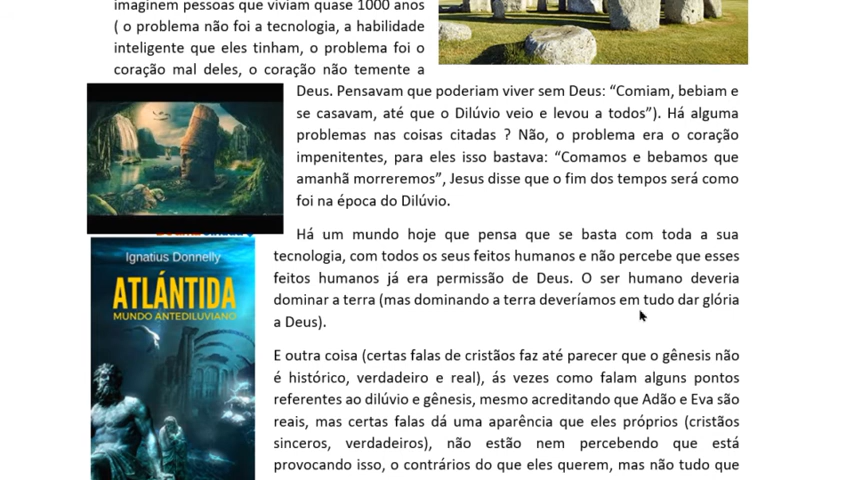 imaginem pessoas que viviam quase 1000 anos
( o problema não foi a tecnologia, a habilidade
inteligente que eles tinham, o problema foi o
coração mal deles, o coração não temente a
Deus. Pensavam que poderiam viver sem Deus: “Comiam, bebiam e
se casavam, até que o Dilúvio veio e levou a todos”). Há alguma
problemas nas coisas citadas ? Não, o problema era o coração
impenitentes, para eles isso bastava: “Comamos e bebamos que
amanhã morreremos”, Jesus disse que o fim dos tempos será como
foi na época do Dilúvio.
Há um mundo hoje que pensa que se basta com toda a sua
tecnologia, com todos os seus feitos humanos e não percebe que esses
feitos humanos já era permissão de Deus. O ser humano deveria
dominar a terra (mas dominando a terra deveríamos em tudo dar glória
a Deus).
Ignatius Donnelly
ATLÁNTIDA
MUNDO ANTEDILUVIANO
E outra coisa (certas falas de cristãos faz até parecer que o gênesis não
é histórico, verdadeiro e real), ás vezes como falam alguns pontos
referentes ao dilúvio e gênesis, mesmo acreditando que Adão e Eva são
reais, mas certas falas dá uma aparência que eles próprios (cristãos
sinceros, verdadeiros), não estão nem percebendo que está
provocando isso, o contrários do que eles querem, mas não tudo que